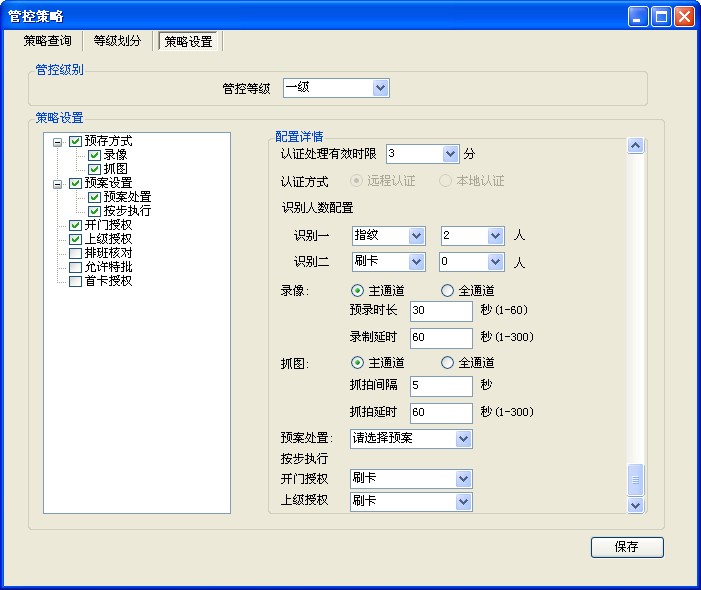 管控策略
策略查询 等级划分 策略设置
管控级别
管控等级 一级
策略设置
预存方式
录像
抓图
预案设置
预案处置
按步执行
开门授权
上级授权
排班核对
允许特批
首卡授权
配置详情
认证处理有效时限 3 分
认证方式 远程认证 本地认证
识别人数配置
识别一 指纹 2 人
识别二 刷卡 0 人
录像: 主通道 全通道
预录时长 30 秒(1-60)
录制延时 60 秒(1-300)
抓图: 主通道 全通道
抓拍间隔 5 秒
抓拍延时 60 秒(1-300)
预案处置: 请选择预案
按步执行
开门授权 刷卡
上级授权 刷卡
保存